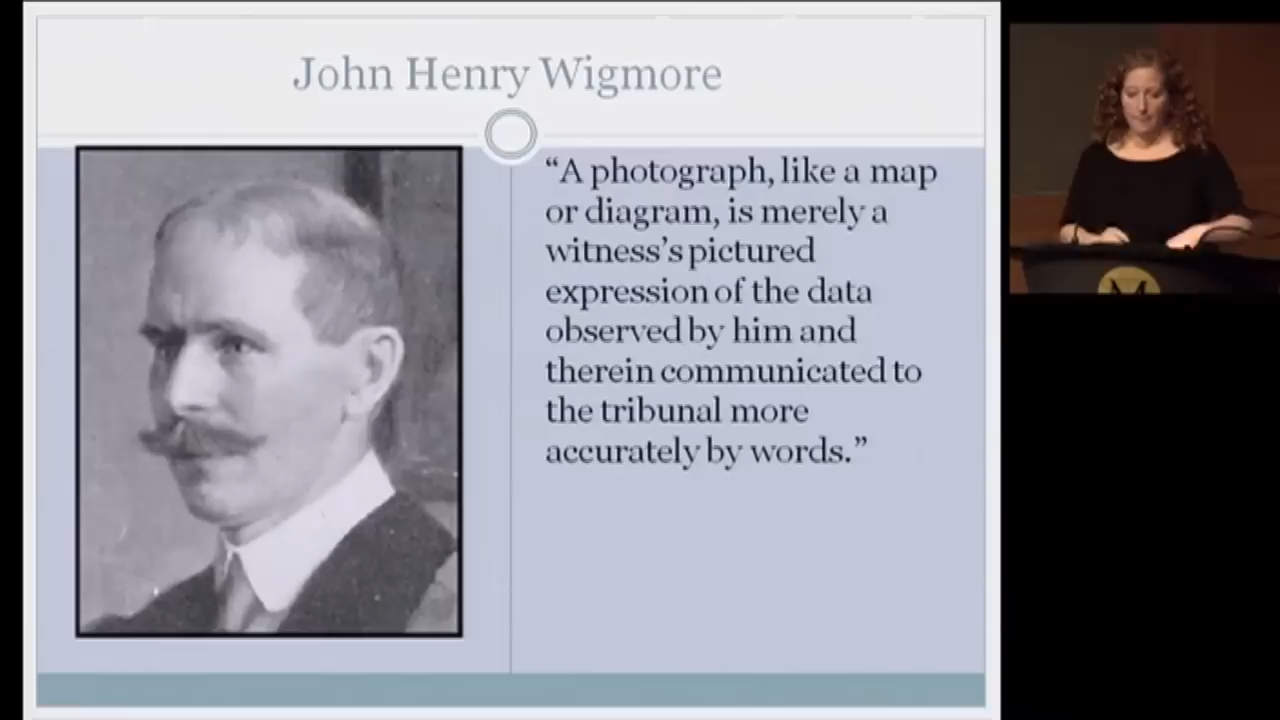 John Henry Wigmore
“A photograph, like a map
or diagram, is merely a
witness’s pictured
expression of the data
observed by him and
therein communicated to
the tribunal more
accurately by words.”